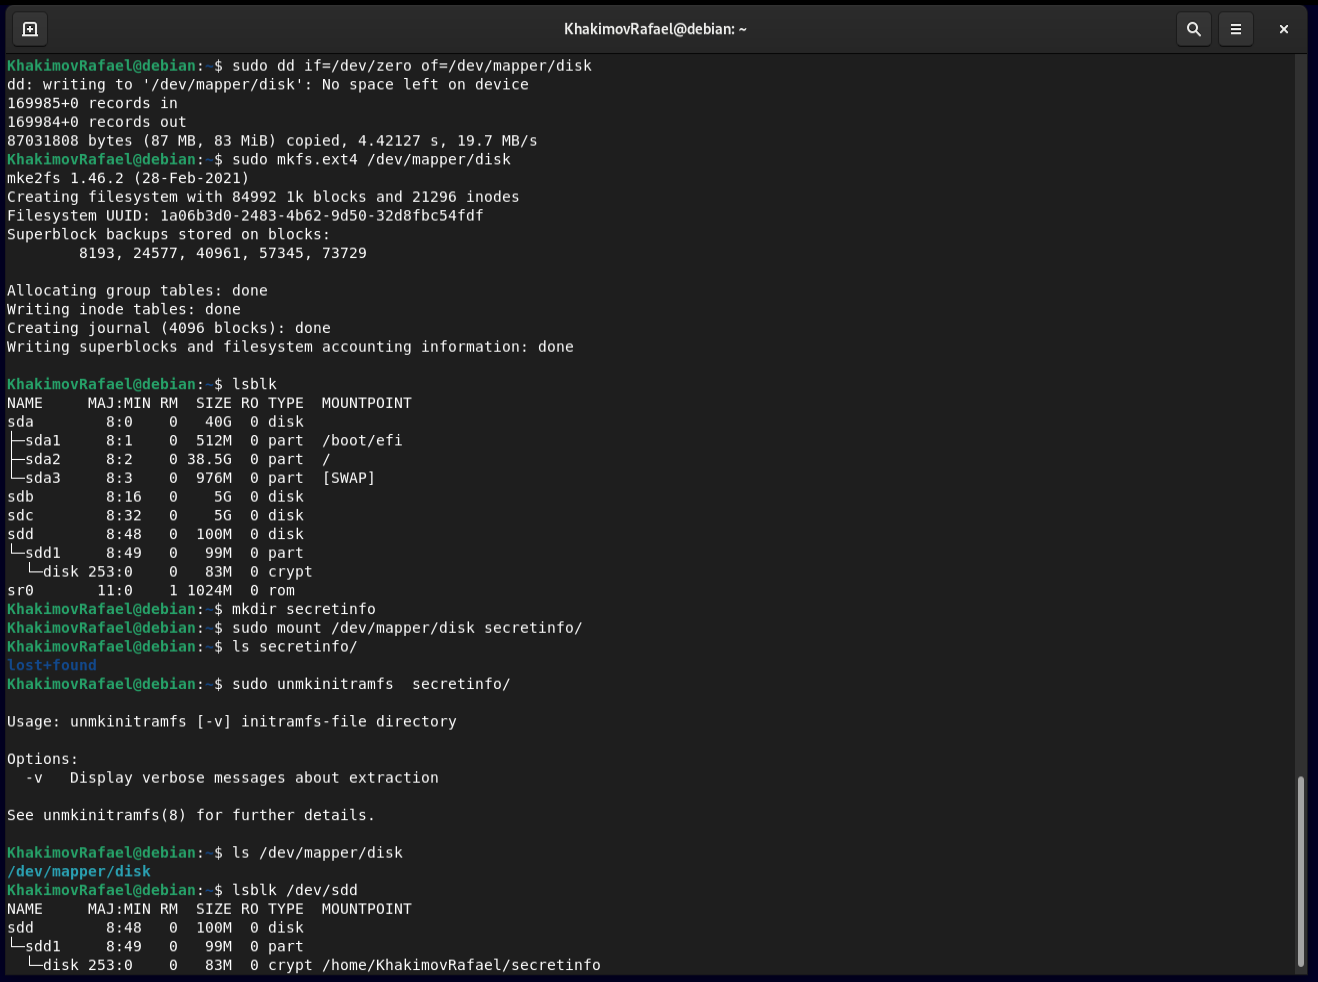 KhakimovRafael@debian: ~
KhakimovRafael@debian:~$ sudo dd if=/dev/zero of=/dev/mapper/disk
dd: writing to '/dev/mapper/disk': No space left on device
169985+0 records in
169984+0 records out
87031808 bytes (87 MB, 83 MiB) copied, 4.42127 s, 19.7 MB/s
KhakimovRafael@debian:~$ sudo mkfs.ext4 /dev/mapper/disk
mke2fs 1.46.2 (28-Feb-2021)
Creating filesystem with 84992 1k blocks and 21296 inodes
Filesystem UUID: 1a06b3d0-2483-4b62-9d50-32d8fbc54fdf
Superblock backups stored on blocks:
        8193, 24577, 40961, 57345, 73729

Allocating group tables: done
Writing inode tables: done
Creating journal (4096 blocks): done
Writing superblocks and filesystem accounting information: done

KhakimovRafael@debian:~$ lsblk
NAME     MAJ:MIN RM  SIZE RO TYPE  MOUNTPOINT
sda        8:0    0   40G  0 disk
├─sda1     8:1    0  512M  0 part  /boot/efi
├─sda2     8:2    0 38.5G  0 part  /
└─sda3     8:3    0  976M  0 part  [SWAP]
sdb        8:16   0    5G  0 disk
sdc        8:32   0    5G  0 disk
sdd        8:48   0  100M  0 disk
└─sdd1     8:49   0   99M  0 part
  └─disk 253:0    0   83M  0 crypt
sr0       11:0    1 1024M  0 rom
KhakimovRafael@debian:~$ mkdir secretinfo
KhakimovRafael@debian:~$ sudo mount /dev/mapper/disk secretinfo/
KhakimovRafael@debian:~$ ls secretinfo/
lost+found
KhakimovRafael@debian:~$ sudo unmkinitramfs  secretinfo/

Usage: unmkinitramfs [-v] initramfs-file directory

Options:
  -v   Display verbose messages about extraction

See unmkinitramfs(8) for further details.

KhakimovRafael@debian:~$ ls /dev/mapper/disk
/dev/mapper/disk
KhakimovRafael@debian:~$ lsblk /dev/sdd
NAME     MAJ:MIN RM  SIZE RO TYPE  MOUNTPOINT
sdd        8:48   0  100M  0 disk
└─sdd1     8:49   0   99M  0 part
  └─disk 253:0    0   83M  0 crypt /home/KhakimovRafael/secretinfo